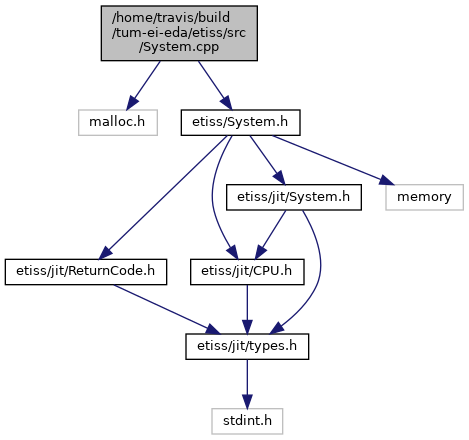 /home/travis/build
/tum-ei-eda/etiss/src
/System.cpp
malloc.h
etiss/System.h
etiss/jit/System.h
memory
etiss/jit/ReturnCode.h
etiss/jit/CPU.h
etiss/jit/types.h
stdint.h